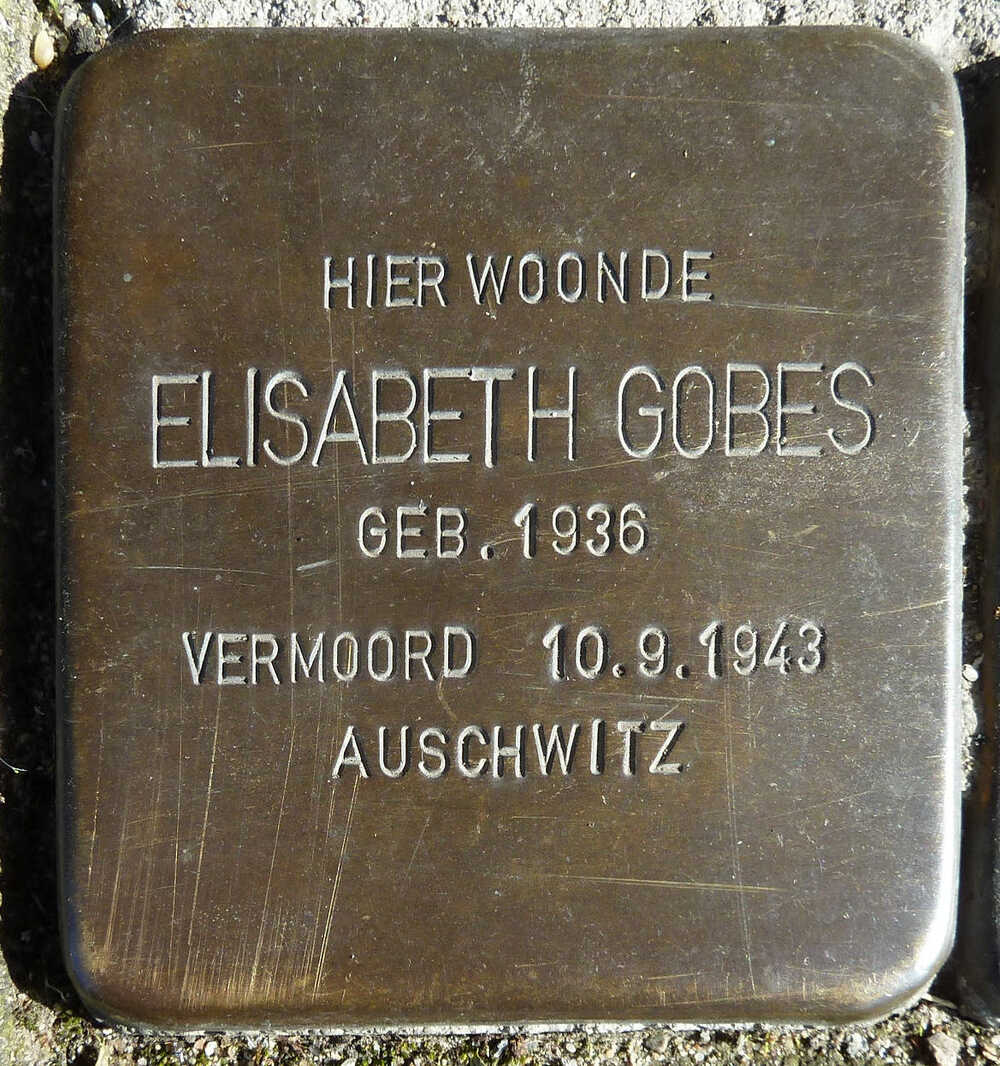 HIER WOONDE
ELISABETH GOBES
GEB. 1936
VERMOORD 10.9.1943
AUSCHWITZ